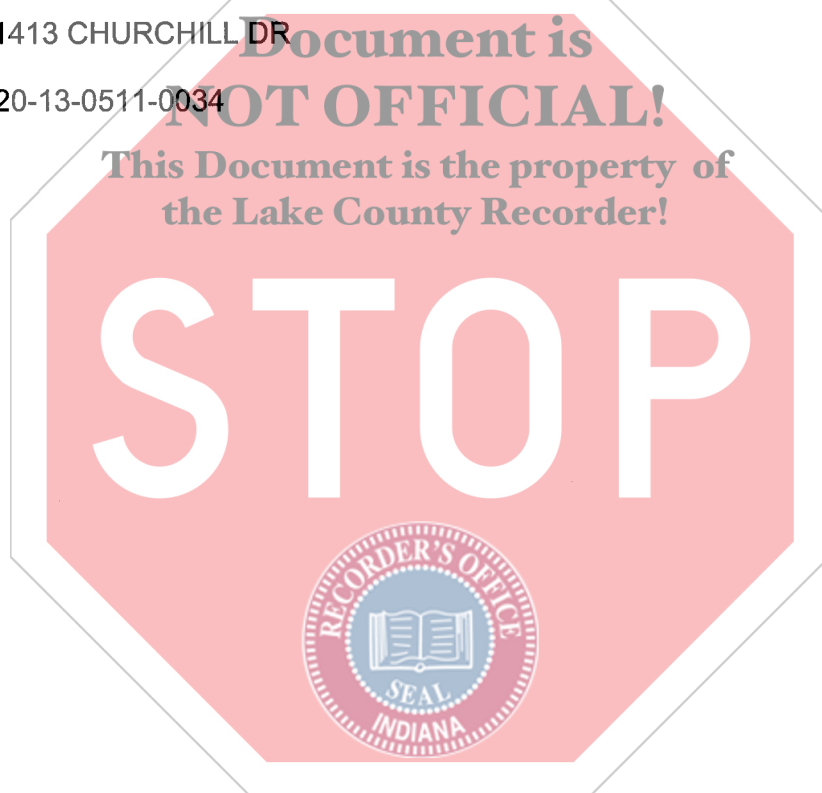 1413 CHURCHILL DR
20-13-0511-0034
Document is
NOT OFFICIAL!
This Document is the property of
the Lake County Recorder!
STOP
RECORDER'S OFFICE
SEAL
INDIANA